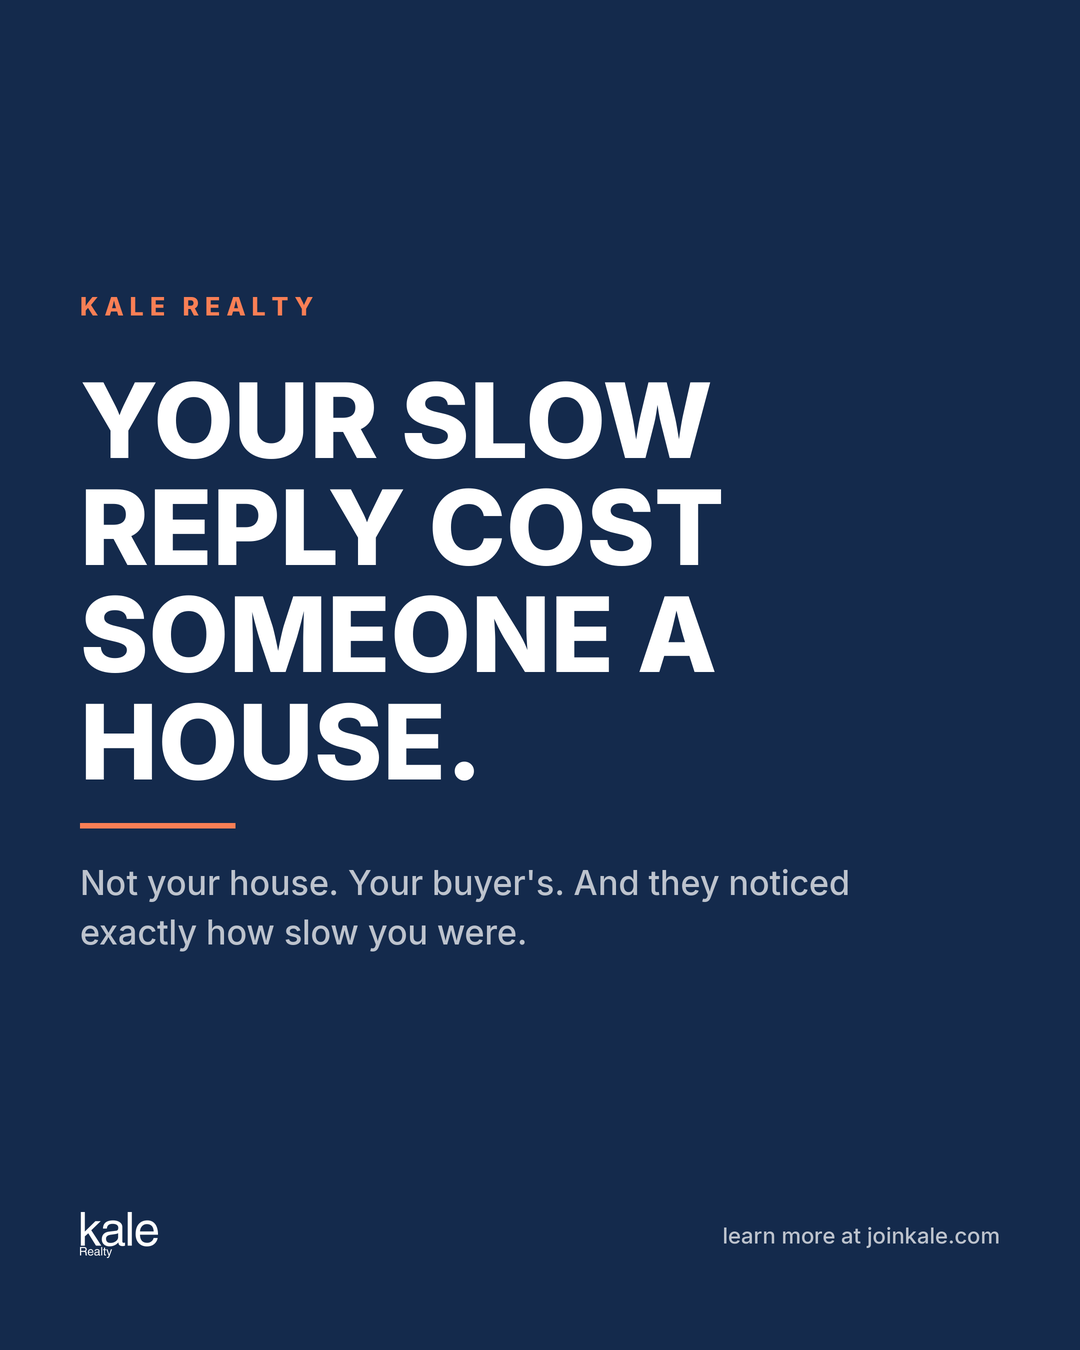 KALE REALTY
YOUR SLOW
REPLY COST
SOMEONE A
HOUSE.
Not your house. Your buyer's. And they noticed
exactly how slow you were.
kale
Realty
learn more at joinkale.com